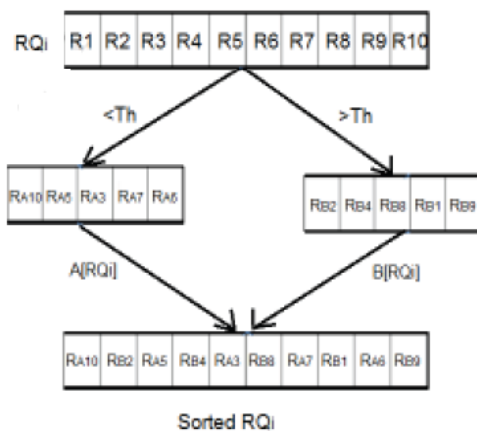 RQi R1 R2 R3 R4 R5 R6 R7 R8 R9 R10
<Th >Th
RA10 RA5 RA3 RA7 RA6 RB2 RB4 RB8 RB1 RB9
A[RQi] B[RQi]
RA10 RB2 RA5 RB4 RA3 RB8 RA7 RB1 RA6 RB9
Sorted RQi